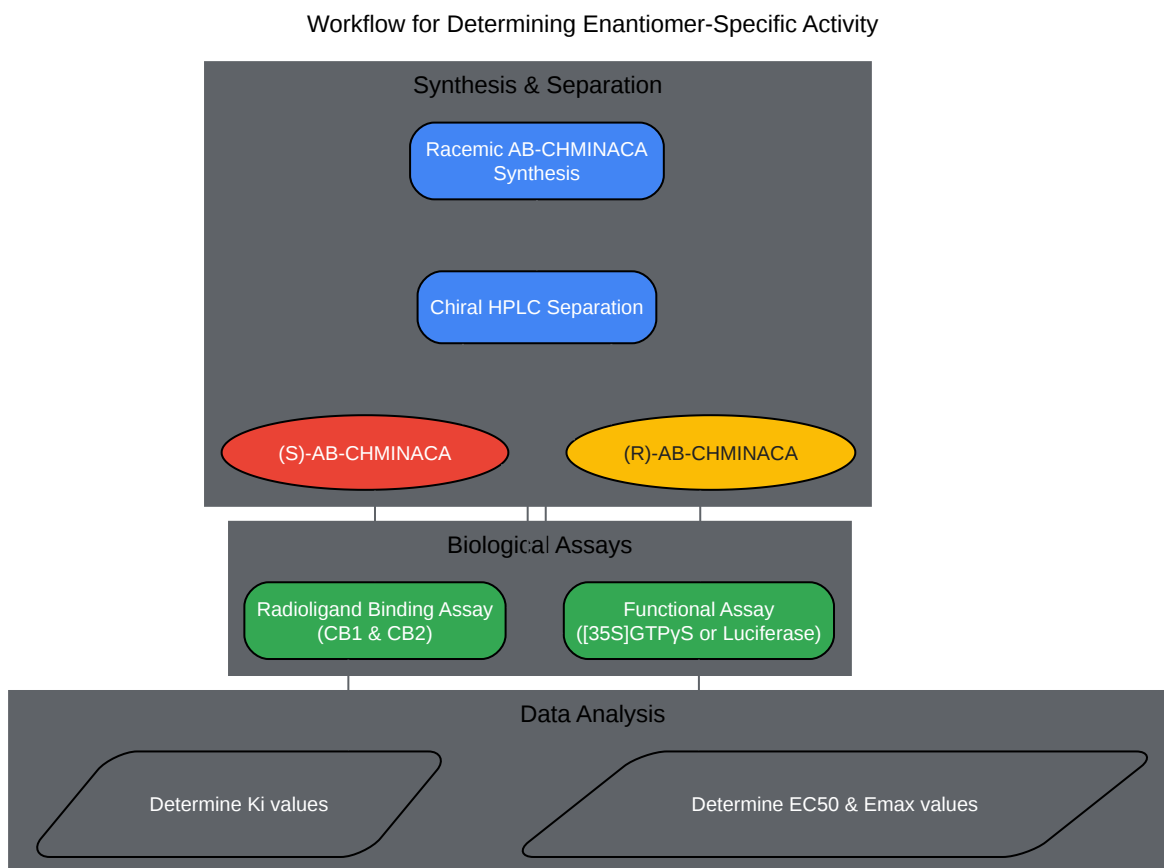 Workflow for Determining Enantiomer-Specific Activity
Synthesis & Separation
Racemic AB-CHMINACA
Synthesis
Chiral HPLC Separation
(S)-AB-CHMINACA
(R)-AB-CHMINACA
Biological Assays
Radioligand Binding Assay
(CB1 & CB2)
Functional Assay
([35S]GTPγS or Luciferase)
Data Analysis
Determine Ki values
Determine EC50 & Emax values